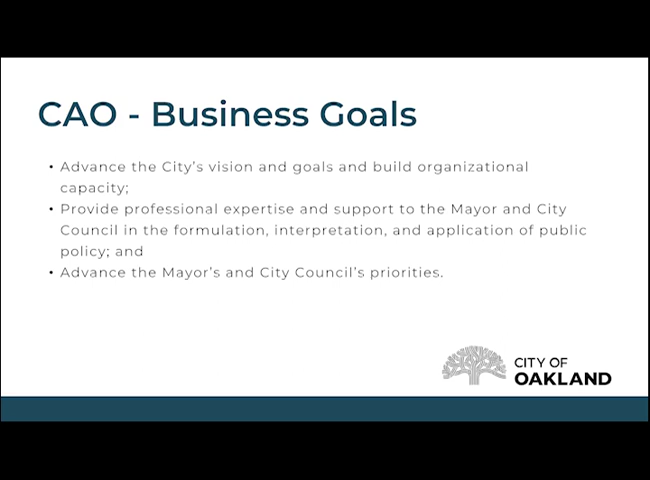 CAO - Business Goals
• Advance the City's vision and goals and build organizational
capacity;
• Provide professional expertise and support to the Mayor and City
Council in the formulation, interpretation, and application of public
policy; and
• Advance the Mayor's and City Council's priorities.
CITY OF
OAKLAND